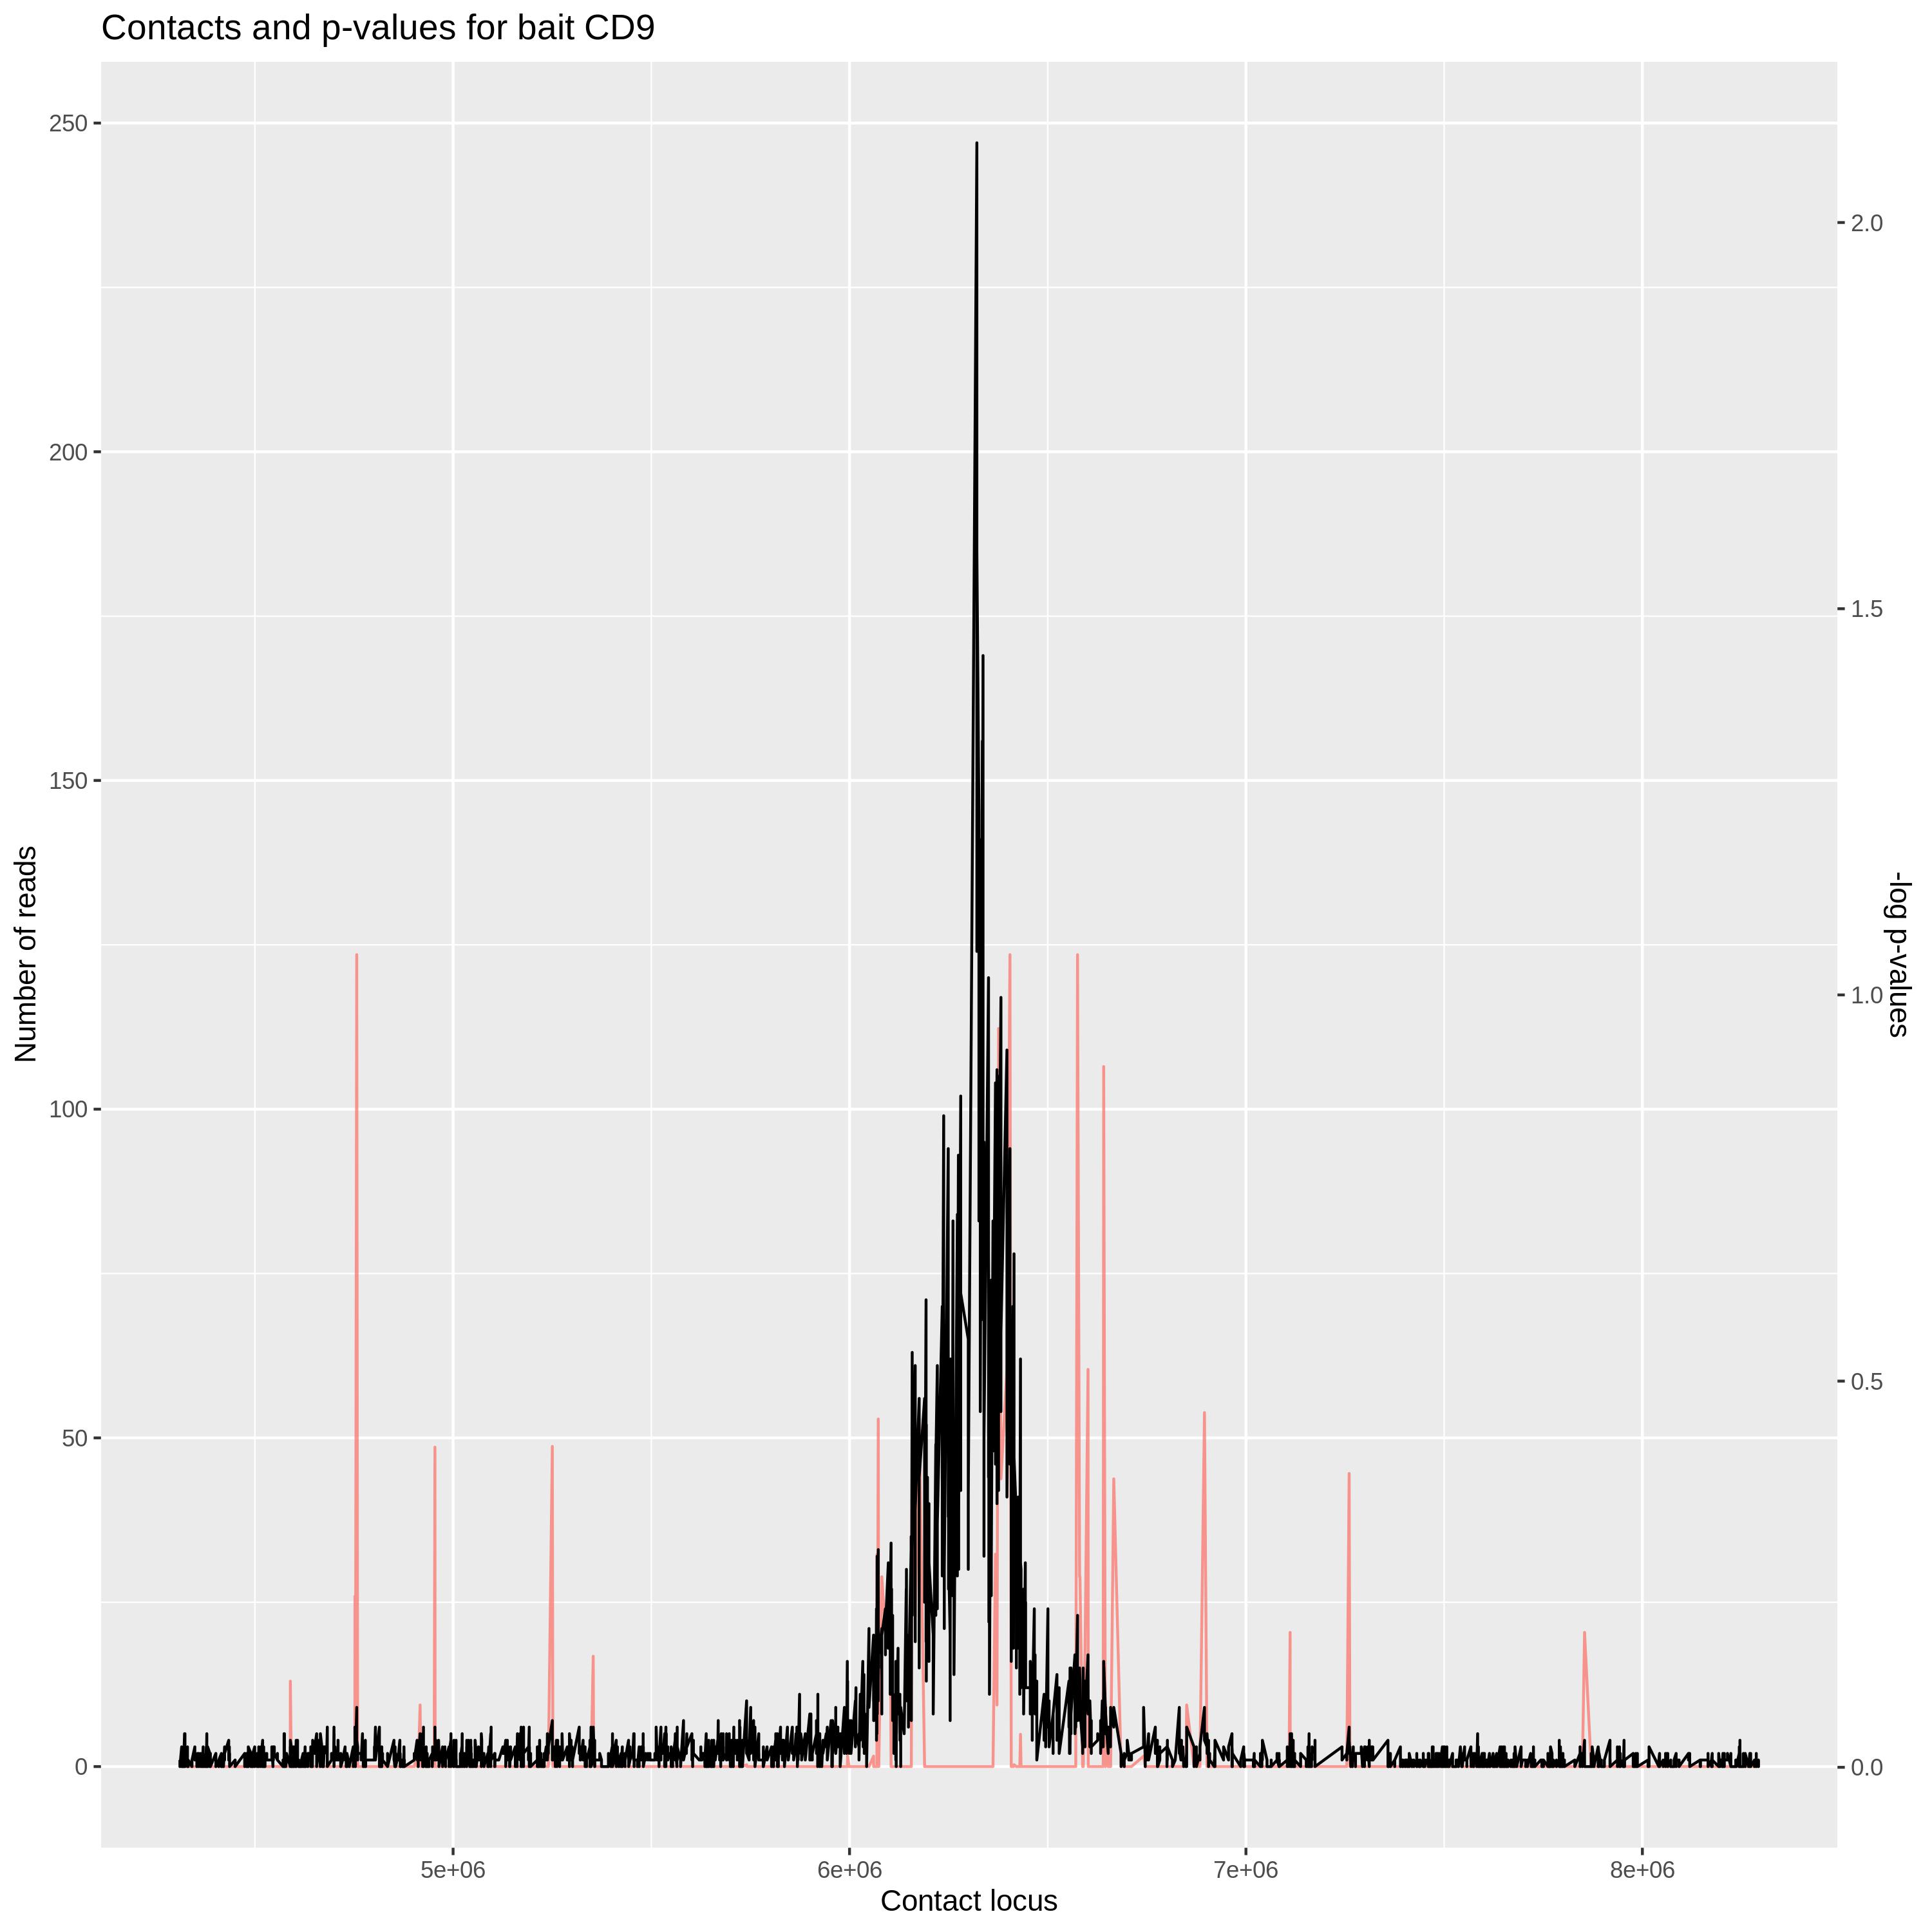 Contacts and p-values for bait CD9
250
200
150
100
50
0
Number of reads
2.0
1.5
1.0
0.5
0.0
-log p-values
5e+06
6e+06
7e+06
8e+06
Contact locus